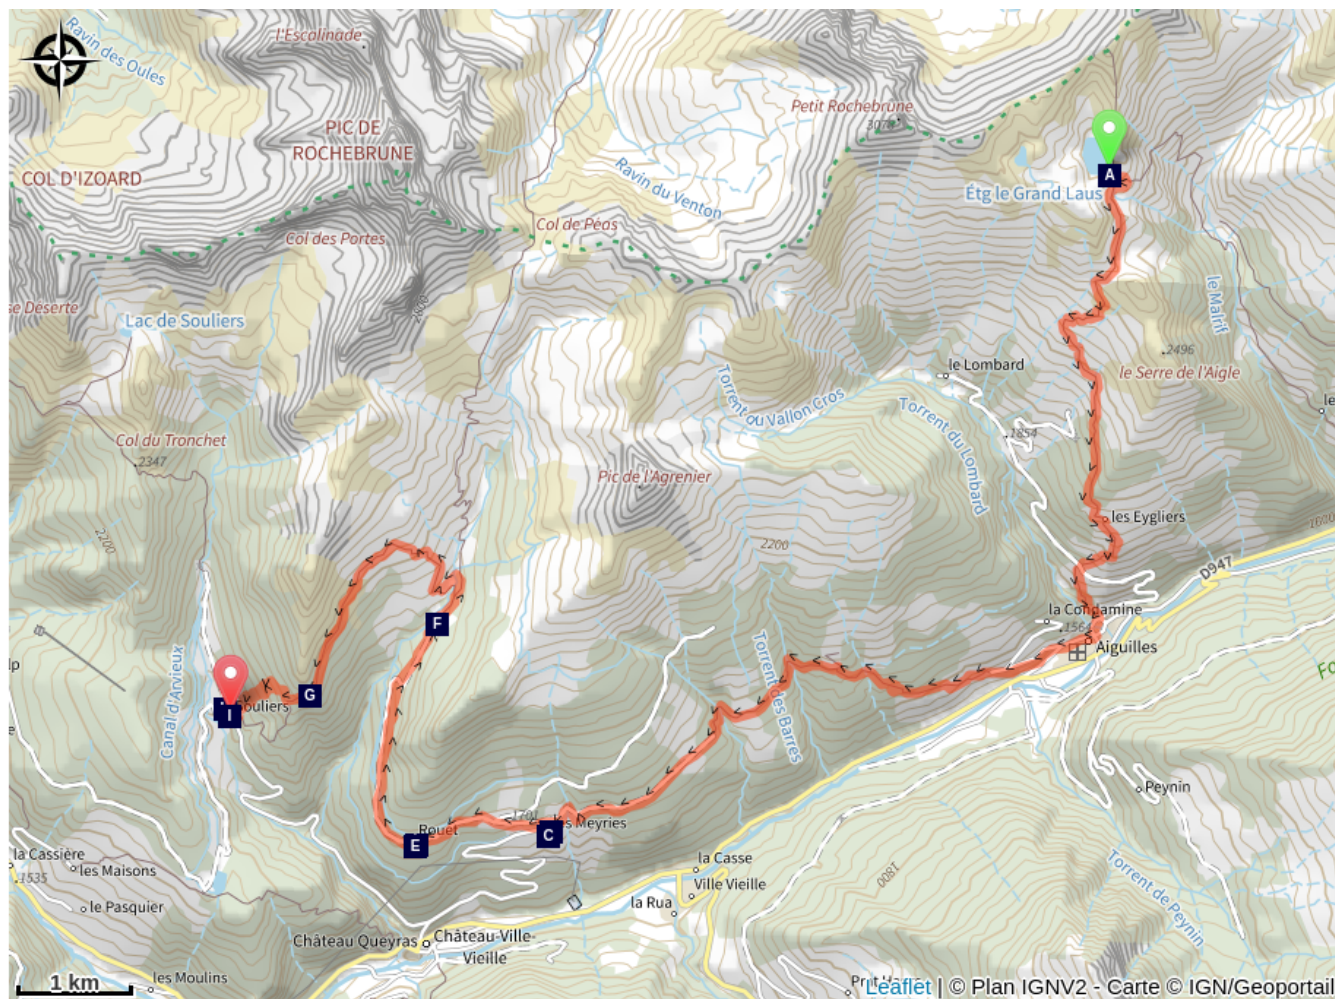 Ravin des Oules
l'Escalinade
PIC DE
ROCHEBRUNE
COL D'IZOARD
Petit Rochebrune
3078
Ravin du Venton
A
Étg le Grand Laus
Col de Péas
Col des Portes
2800
se Déserte
Lac de Souliers
le Malrif
2496
le Serre de l'Aigle
le Lombard
Torrent du Vallon Cros
Torrent du Lombard
1854
Col du Tronchet
2347
Pic de l'Agrenier
les Eygliers
2200
2200
D947
la Condamine
1564
Aiguilles
F
Torrent des Barres
Canal d'Arvieux
G
Souliers
I
Peynin
1701
les Meyries
C
Rouet
E
la Cassière
les Maisons
1535
le Pasquier
la Casse
Ville Vieille
la Rua
1800
Torrent de Peynin
Château Queyras
Château-Ville-
Vieille
les Moulins
1 km
Leaflet | © Plan IGNV2 - Carte © IGN/Geoportail